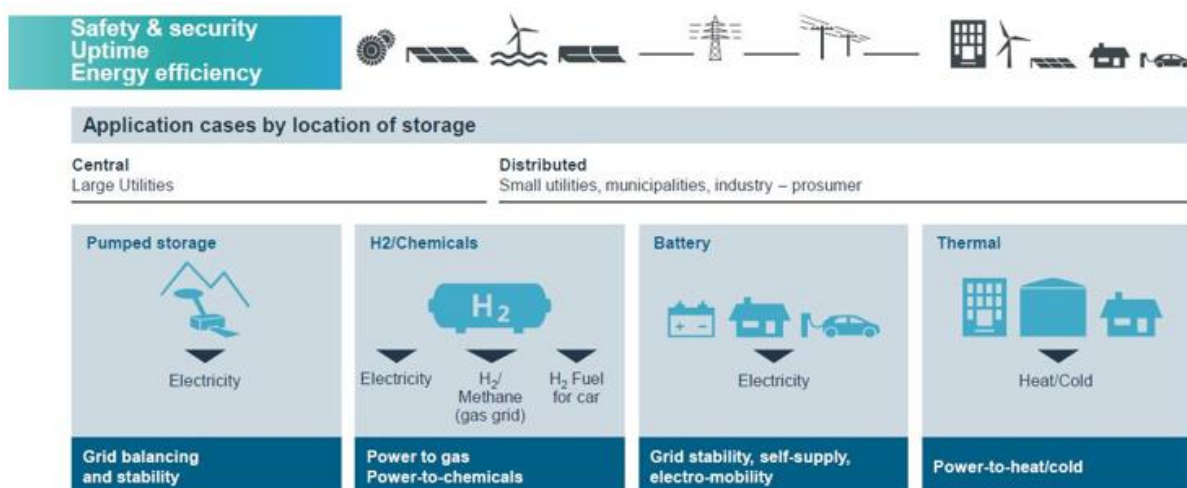 Safety & security
Uptime
Energy efficiency
Application cases by location of storage
Central
Large Utilities
Distributed
Small utilities, municipalities, industry – prosumer
Pumped storage
Electricity
Grid balancing
and stability
H2/Chemicals
H₂
Electricity
H₂/
Methane
(gas grid)
H₂ Fuel
for car
Power to gas
Power-to-chemicals
Battery
+ −
Electricity
Grid stability, self-supply,
electro-mobility
Thermal
Heat/Cold
Power-to-heat/cold